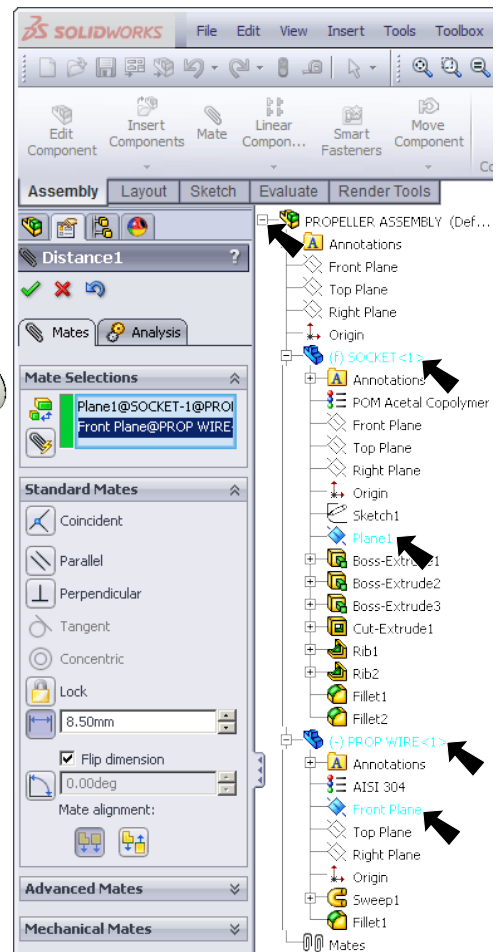 SOLIDWORKS File Edit View Insert Tools Toolbox
Edit Component
Insert Components
Mate
Linear Compon...
Smart Fasteners
Move Component
Co
Assembly Layout Sketch Evaluate Render Tools
Distance1 ?
Mates Analysis
Mate Selections
Plane1@SOCKET-1@PRO
Front Plane@PROP WIRE-
Standard Mates
Coincident
Parallel
Perpendicular
Tangent
Concentric
Lock
8.50mm
Flip dimension
0.00deg
Mate alignment:
Advanced Mates
Mechanical Mates
PROPELLER ASSEMBLY (Def...
A Annotations
Front Plane
Top Plane
Right Plane
Origin
(f) SOCKET<1>
A Annotations
POM Acetal Copolymer
Front Plane
Top Plane
Right Plane
Origin
Sketch1
Plane1
Boss-Extrude1
Boss-Extrude2
Boss-Extrude3
Cut-Extrude1
Rib1
Rib2
Fillet1
Fillet2
(-) PROP WIRE<1>
A Annotations
AISI 304
Front Plane
Top Plane
Right Plane
Origin
Sweep1
Fillet1
Mates